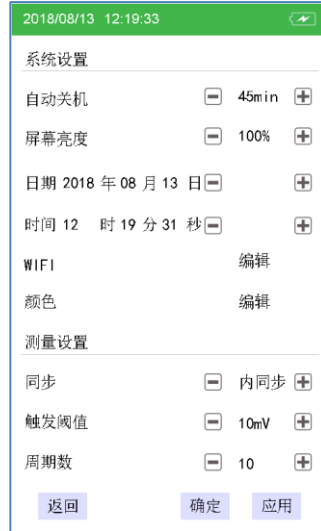 2018/08/13 12:19:33
系统设置
自动关机 45min
屏幕亮度 100%
日期 2018 年 08 月 13 日
时间 12 时 19 分 31 秒
WIFI 编辑
颜色 编辑
测量设置
同步 内同步
触发阈值 10mV
周期数 10
返回 确定 应用